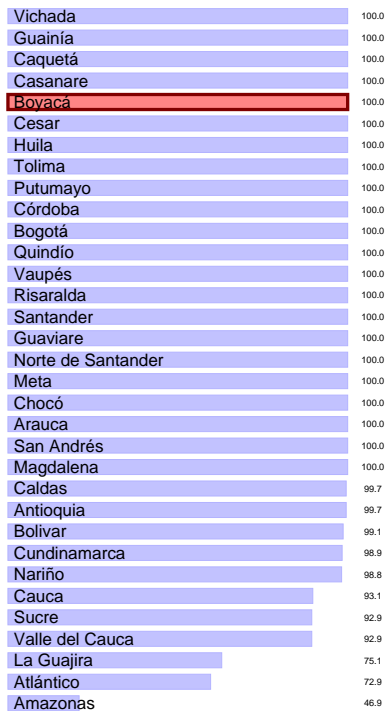 Vichada 100.0
Guainía 100.0
Caquetá 100.0
Casanare 100.0
Boyacá 100.0
Cesar 100.0
Huila 100.0
Tolima 100.0
Putumayo 100.0
Córdoba 100.0
Bogotá 100.0
Quindío 100.0
Vaupés 100.0
Risaralda 100.0
Santander 100.0
Guaviare 100.0
Norte de Santander 100.0
Meta 100.0
Chocó 100.0
Arauca 100.0
San Andrés 100.0
Magdalena 100.0
Caldas 99.7
Antioquia 99.7
Bolivar 99.1
Cundinamarca 98.9
Nariño 98.8
Cauca 93.1
Sucre 92.9
Valle del Cauca 92.9
La Guajira 75.1
Atlántico 72.9
Amazonas 46.9